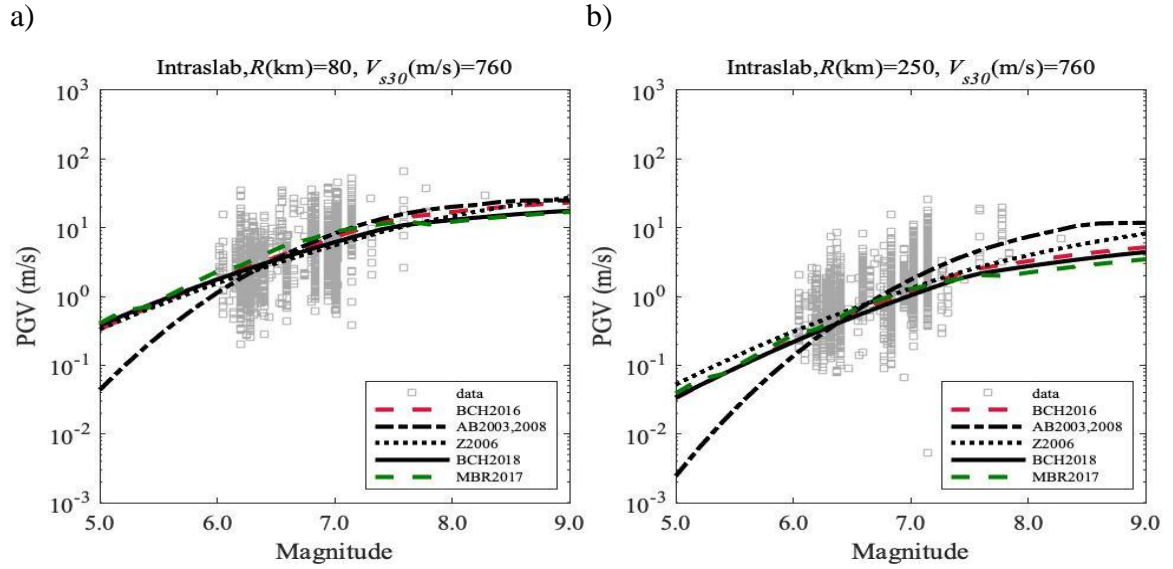 a)
Intraslab,R(km)=80, V_s30(m/s)=760
PGV (m/s)
10^3
10^2
10^1
10^0
10^-1
10^-2
10^-3
5.0 6.0 7.0 8.0 9.0
Magnitude
data
BCH2016
AB2003,2008
Z2006
BCH2018
MBR2017
b)
Intraslab,R(km)=250, V_s30(m/s)=760
PGV (m/s)
10^3
10^2
10^1
10^0
10^-1
10^-2
10^-3
5.0 6.0 7.0 8.0 9.0
Magnitude
data
BCH2016
AB2003,2008
Z2006
BCH2018
MBR2017